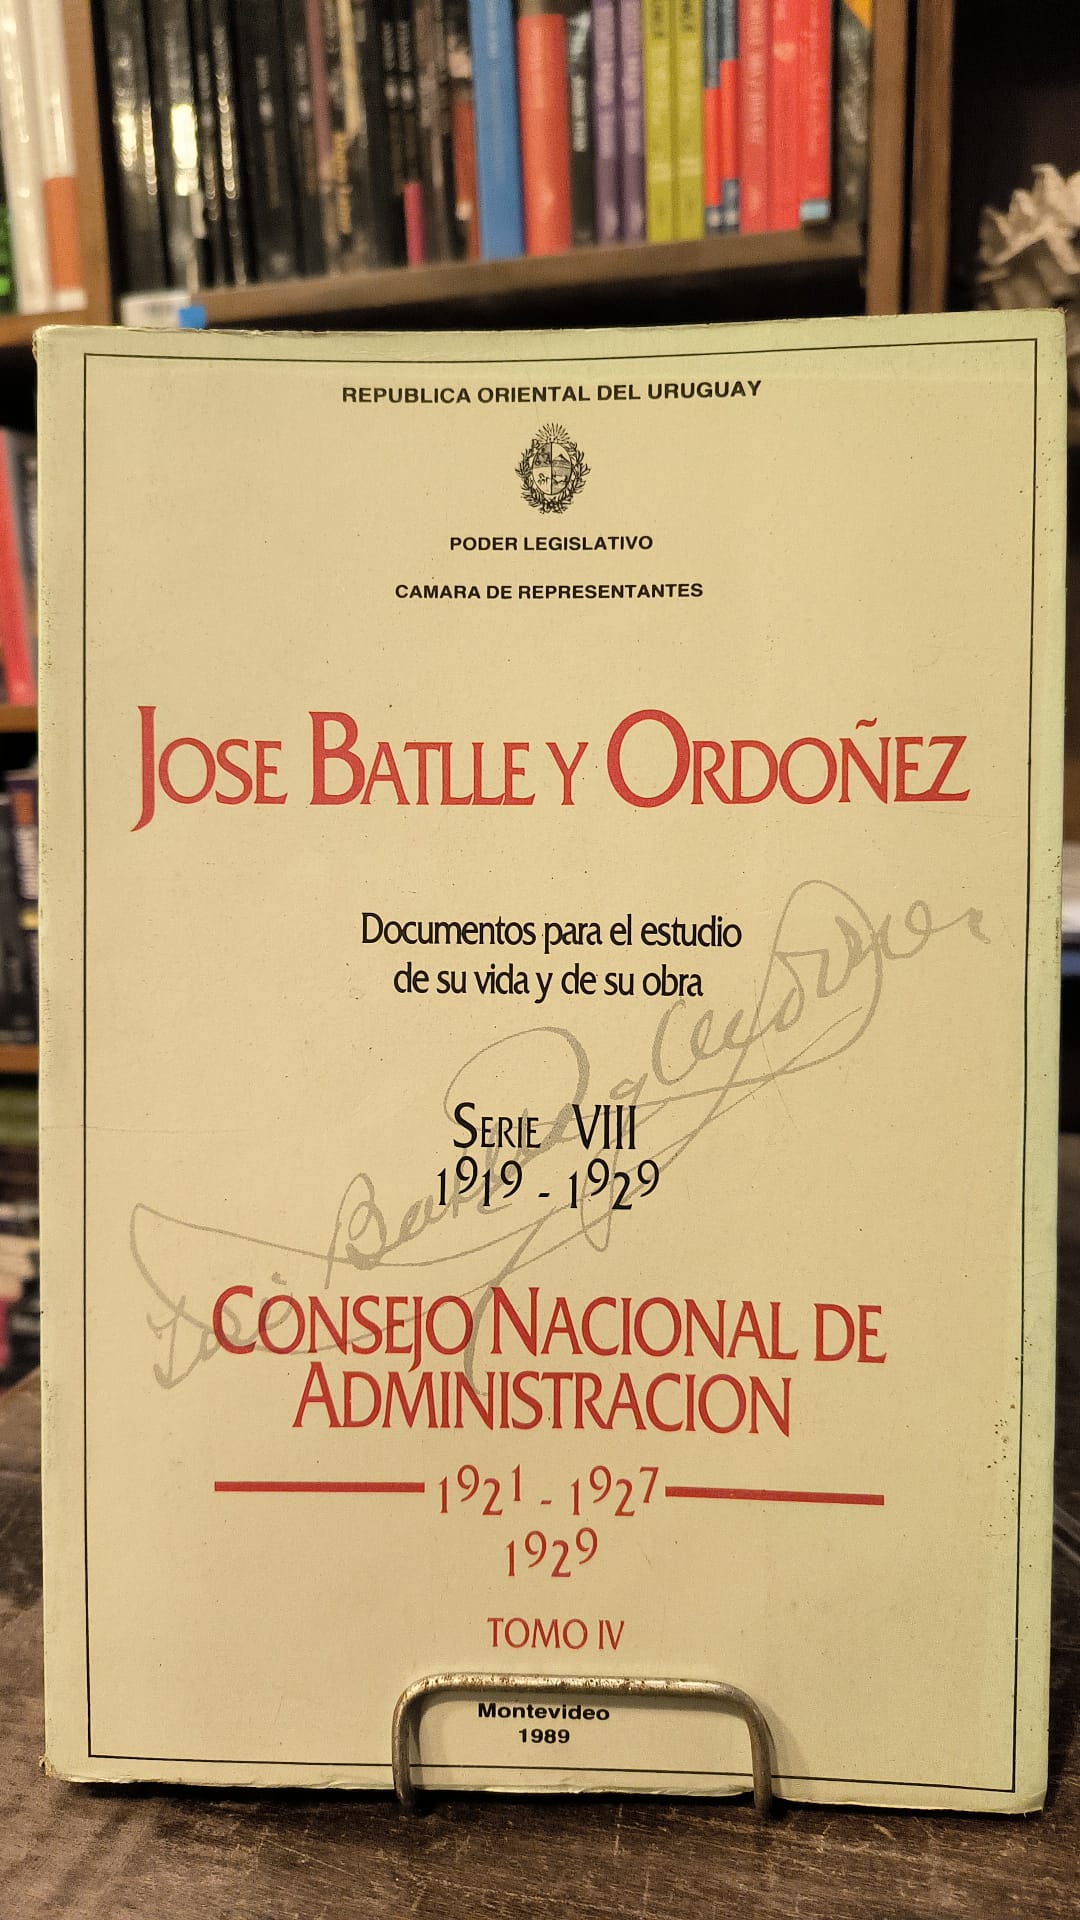 REPUBLICA ORIENTAL DEL URUGUAY
PODER LEGISLATIVO
CAMARA DE REPRESENTANTES
JOSE BATLLE Y ORDOÑEZ
Documentos para el estudio
de su vida y de su obra
SERIE VIII
1919 - 1929
CONSEJO NACIONAL DE
ADMINISTRACION
1921 - 1927
1929
TOMO IV
Montevideo
1989